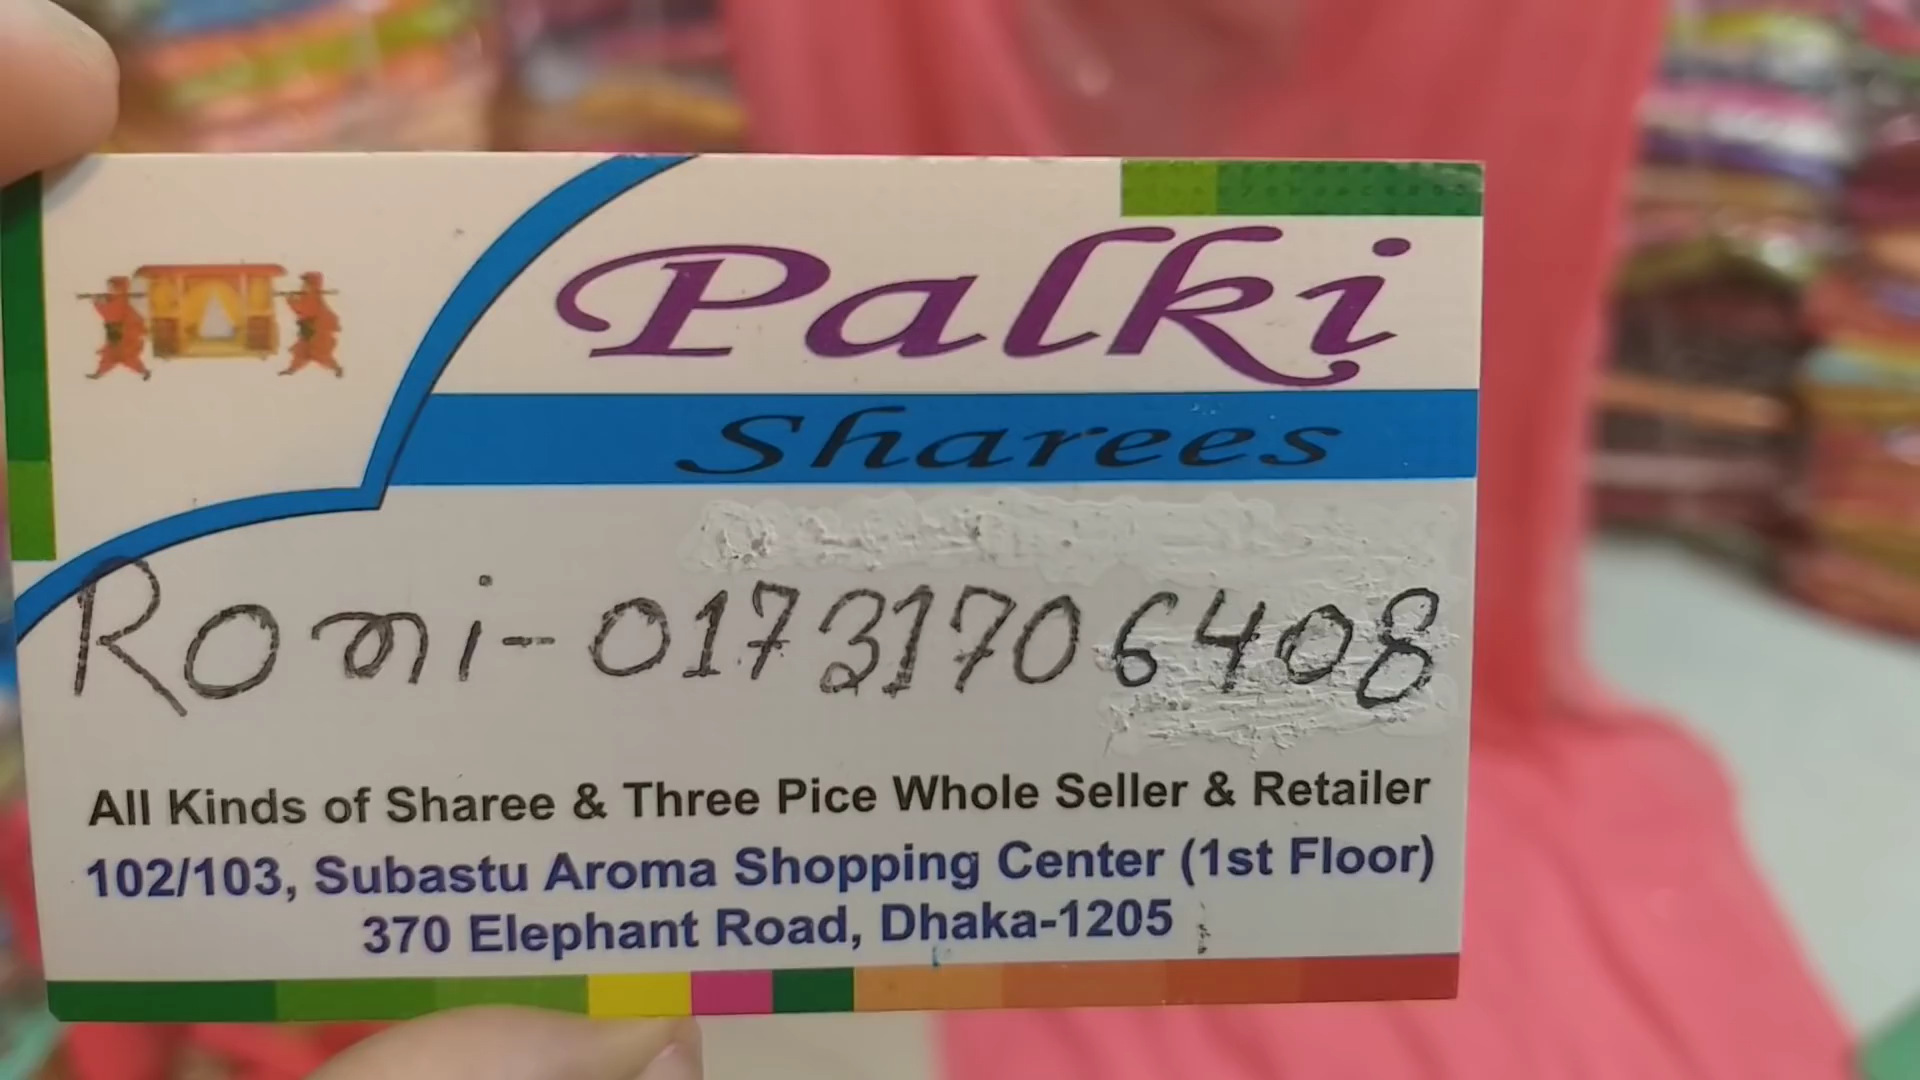 Palki
Sharees
Roni-01731706408
All Kinds of Sharee & Three Pice Whole Seller & Retailer
102/103, Subastu Aroma Shopping Center (1st Floor)
370 Elephant Road, Dhaka-1205